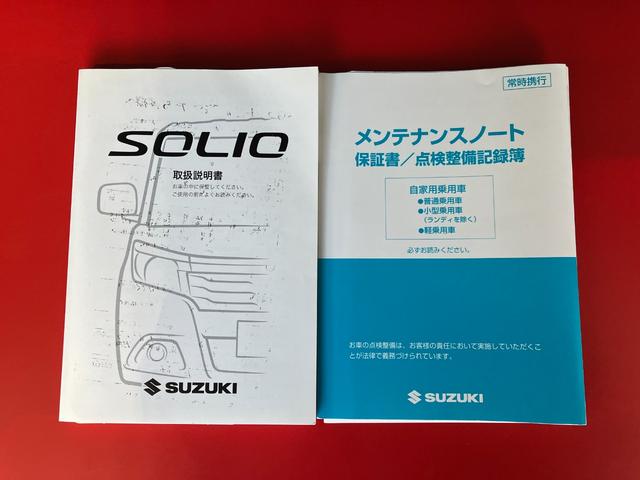 SOLIO
取扱説明書
お車の中に保管してください。
ご使用の前によくお読みください。
SUZUKI
常時携行
メンテナンスノート
保証書／点検整備記録簿
自家用乗用車
●普通乗用車
●小型乗用車
（ランディを除く）
●軽乗用車
必ずお読みください。
お車の点検整備は、お客様の責任において実施していただくこ
とが法律で義務づけられています。
SUZUKI